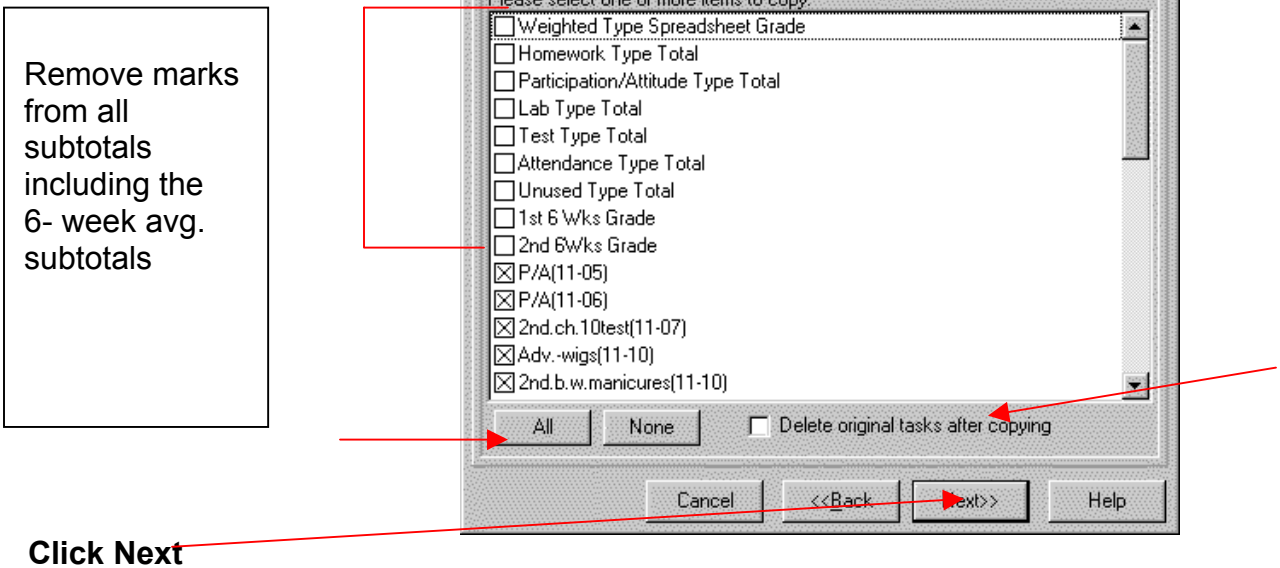 Remove marks
from all
subtotals
including the
6- week avg.
subtotals
Please select one or more items to copy:
Weighted Type Spreadsheet Grade
Homework Type Total
Participation/Attitude Type Total
Lab Type Total
Test Type Total
Attendance Type Total
Unused Type Total
1st 6 Wks Grade
2nd 6Wks Grade
P/A(11-05)
P/A(11-06)
2nd.ch.10test(11-07)
Adv.-wigs(11-10)
2nd.b.w.manicures(11-10)
All None Delete original tasks after copying
Cancel <<Back Next>> Help
Click Next